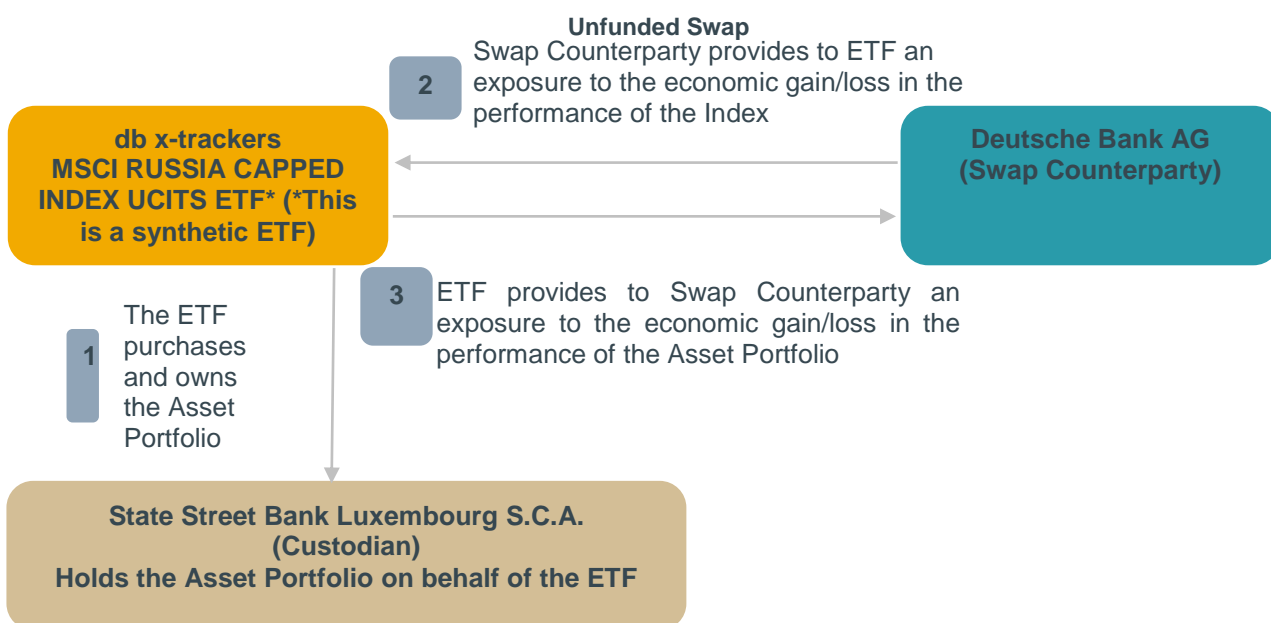 Unfunded Swap
2
Swap Counterparty provides to ETF an
exposure to the economic gain/loss in the
performance of the Index
db x-trackers
MSCI RUSSIA CAPPED
INDEX UCITS ETF* (*This
is a synthetic ETF)
Deutsche Bank AG
(Swap Counterparty)
3
ETF provides to Swap Counterparty an
exposure to the economic gain/loss in the
performance of the Asset Portfolio
1
The ETF
purchases
and owns
the Asset
Portfolio
State Street Bank Luxembourg S.C.A.
(Custodian)
Holds the Asset Portfolio on behalf of the ETF